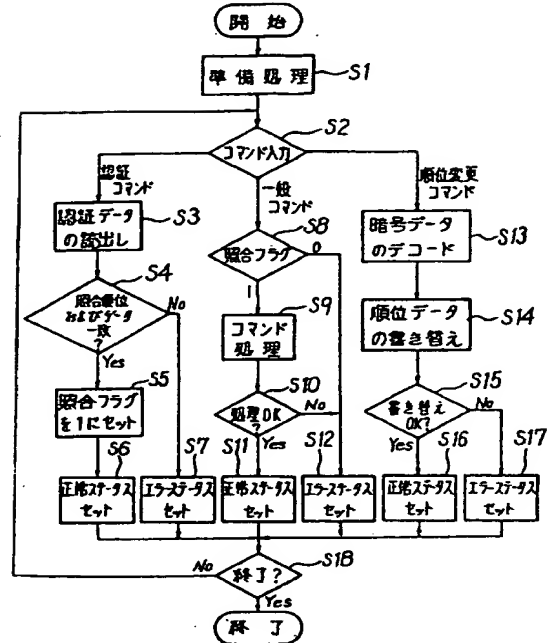 開始
準備処理
S1
コマンド入力
S2
認証
コマンド
一般
コマンド
順位変更
コマンド
認証データ
の読出し
S3
照合フラグ
S8
0
1
暗号データ
のデコード
S13
照合順位
およびデータ
一致
?
S4
No
Yes
コマンド
処理
S9
順位データ
の書き替え
S14
照合フラグ
を1にセット
S5
処理OK
?
S10
No
Yes
書き替え
OK?
S15
No
Yes
S6
S7
S11
S12
S16
S17
正常ステータス
セット
エラーステータス
セット
正常ステータス
セット
エラーステータス
セット
正常ステータス
セット
エラーステータス
セット
終了?
S18
No
Yes
終了